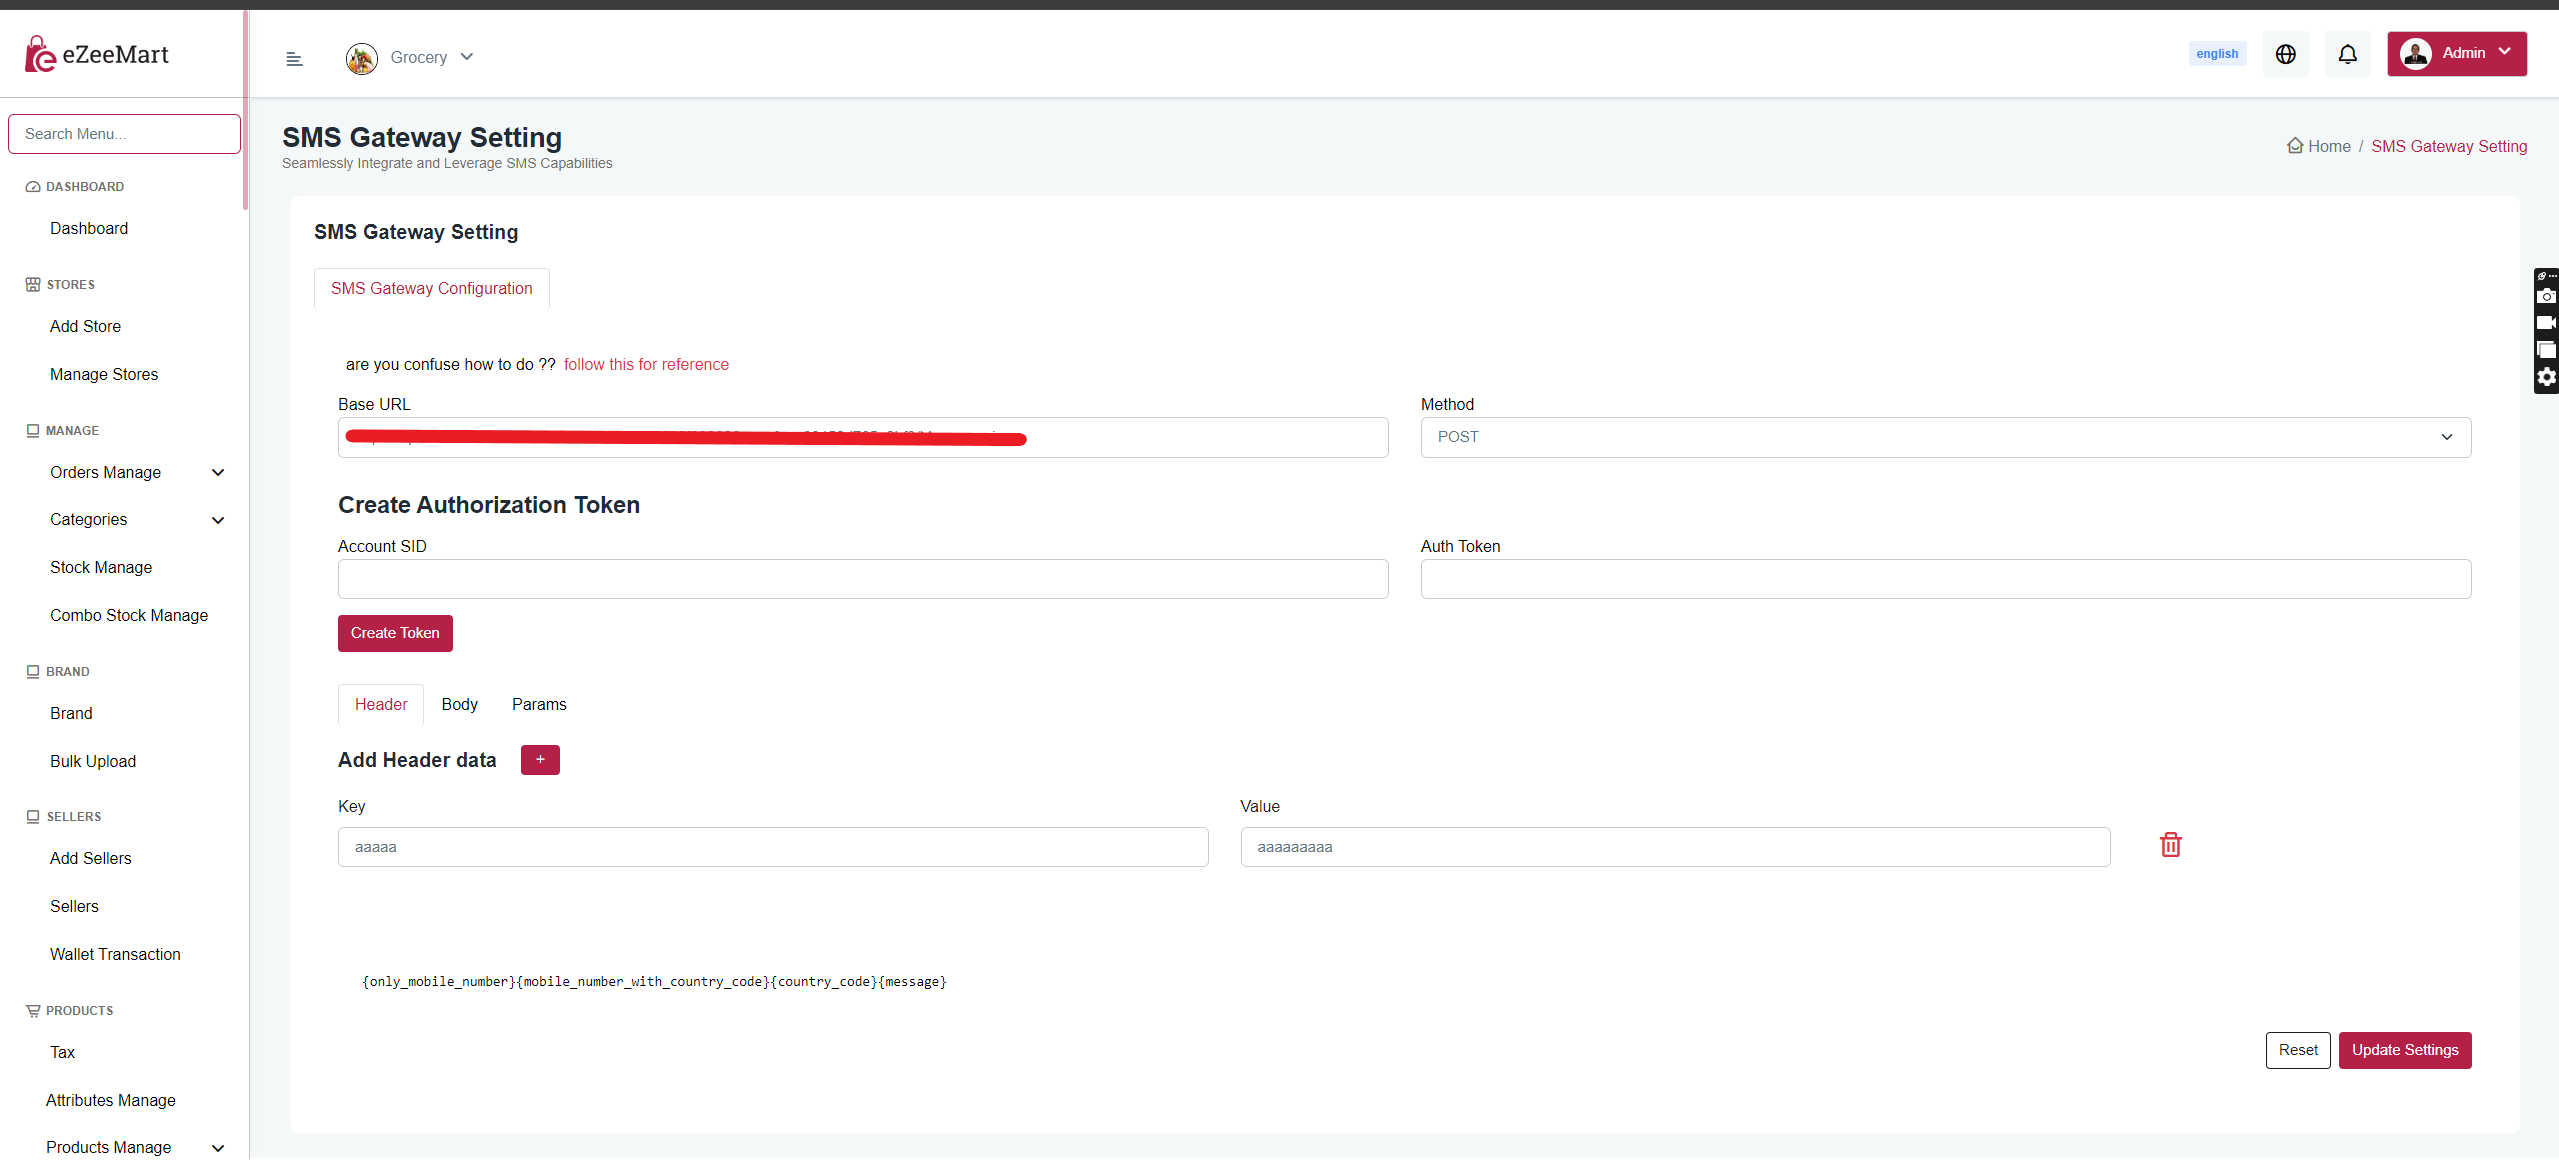 eZeeMart
Grocery
english
Admin
Search Menu...
DASHBOARD
Dashboard
STORES
Add Store
Manage Stores
MANAGE
Orders Manage
Categories
Stock Manage
Combo Stock Manage
BRAND
Brand
Bulk Upload
SELLERS
Add Sellers
Sellers
Wallet Transaction
PRODUCTS
Tax
Attributes Manage
Products Manage
SMS Gateway Setting
Seamlessly Integrate and Leverage SMS Capabilities
Home / SMS Gateway Setting
SMS Gateway Setting
SMS Gateway Configuration
are you confuse how to do ?? follow this for reference
Base URL
Method
POST
Create Authorization Token
Account SID
Auth Token
Create Token
Header
Body
Params
Add Header data +
Key
Value
aaaaa
aaaaaaaaa
{only_mobile_number}{mobile_number_with_country_code}{country_code}{message}
Reset
Update Settings